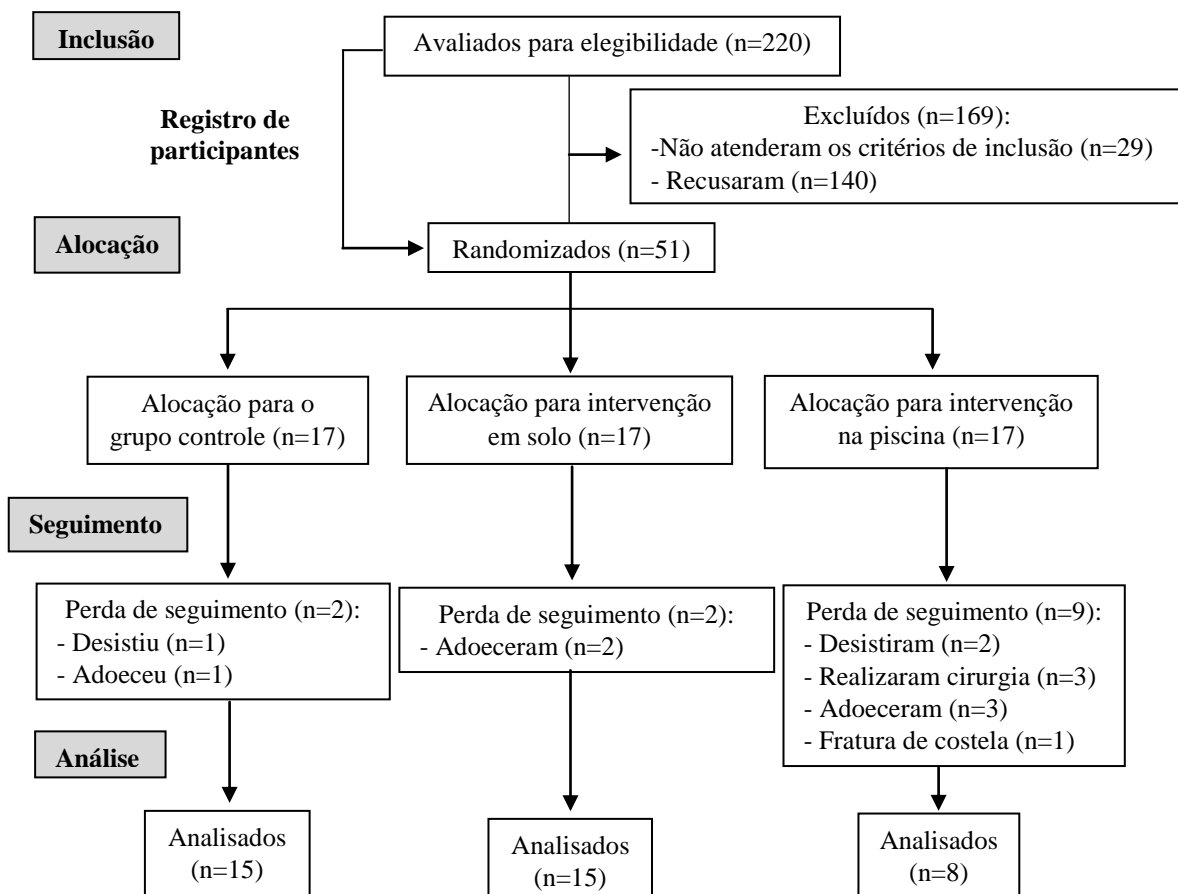 Inclusão
Avaliados para elegibilidade (n=220)
Registro de
participantes
Excluídos (n=169):
-Não atenderam os critérios de inclusão (n=29)
- Recusaram (n=140)
Alocação
Randomizados (n=51)
Alocação para o
grupo controle (n=17)
Alocação para intervenção
em solo (n=17)
Alocação para intervenção
na piscina (n=17)
Seguimento
Perda de seguimento (n=2):
- Desistiu (n=1)
- Adoeceu (n=1)
Perda de seguimento (n=2):
- Adoeceram (n=2)
Perda de seguimento (n=9):
- Desistiram (n=2)
- Realizaram cirurgia (n=3)
- Adoeceram (n=3)
- Fratura de costela (n=1)
Análise
Analisados
(n=15)
Analisados
(n=15)
Analisados
(n=8)